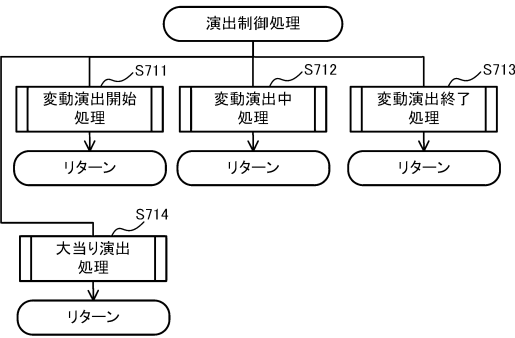 演出制御処理
S711
変動演出開始
処理
リターン
S712
変動演出中
処理
リターン
S713
変動演出終了
処理
リターン
S714
大当り演出
処理
リターン